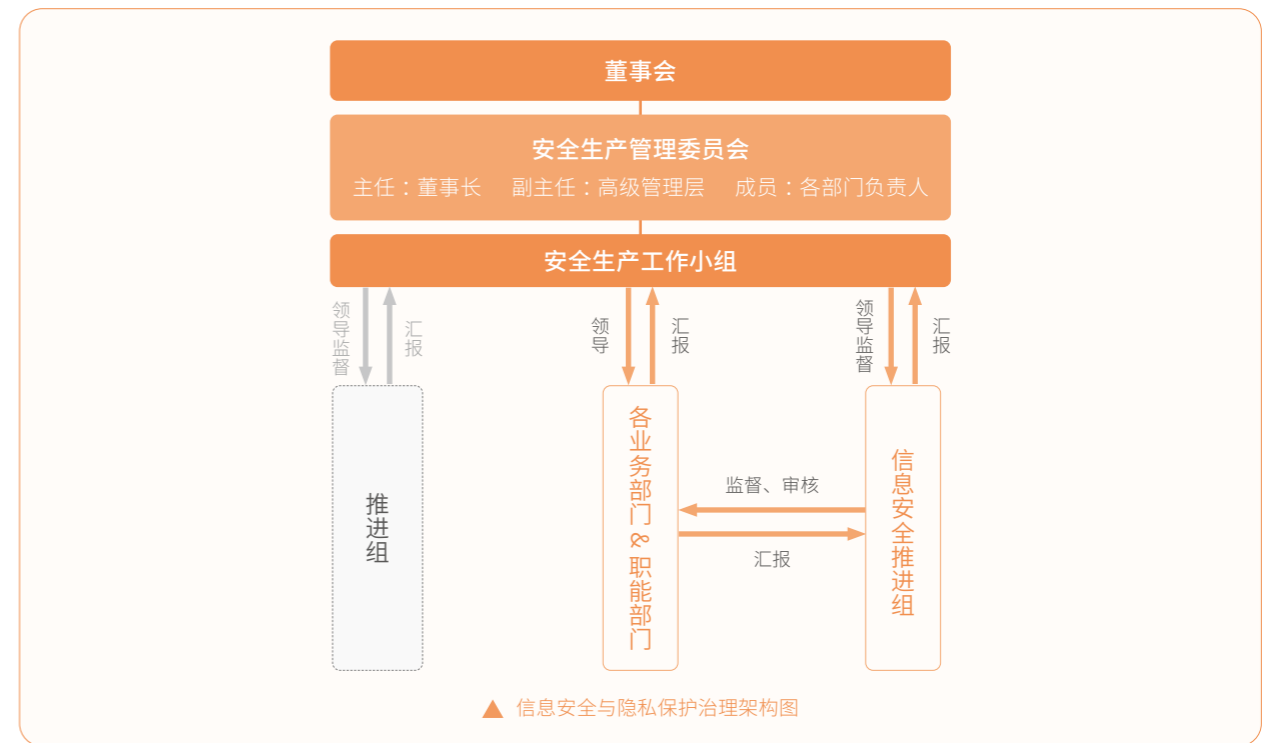 董事会
安全生产管理委员会
主任：董事长 副主任：高级管理层 成员：各部门负责人
安全生产工作小组
领导监督
汇报
领导
汇报
领导监督
汇报
推进组
各业务部门&职能部门
监督、审核
汇报
信息安全推进组
▲ 信息安全与隐私保护治理架构图